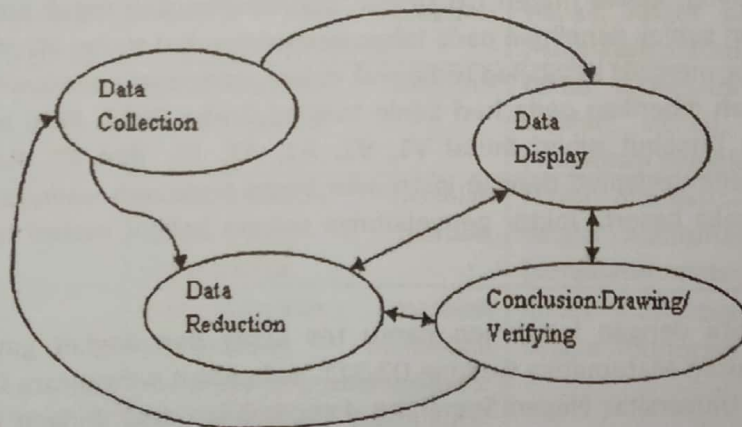 Data
Collection
Data
Display
Data
Reduction
Conclusion:Drawing/
Verifying